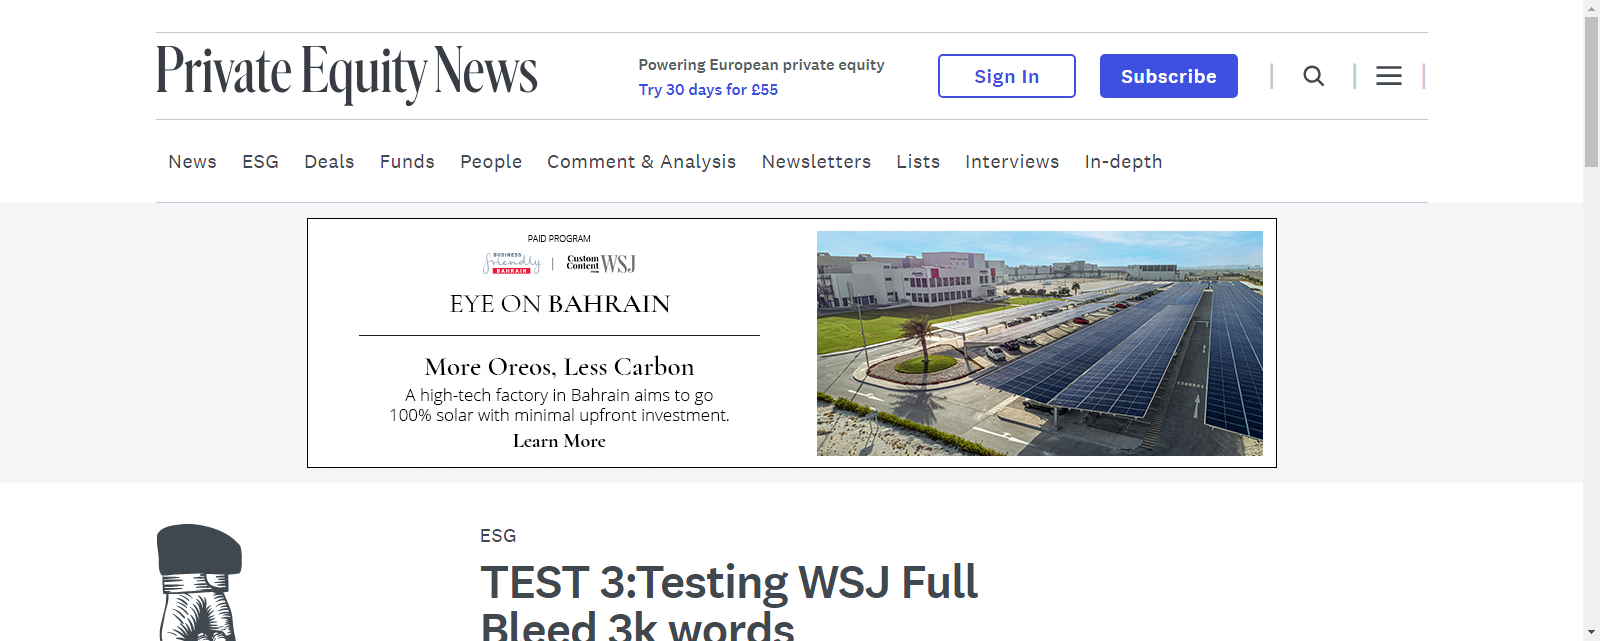 Private Equity News
Powering European private equity
Try 30 days for £55
Sign In
Subscribe
News ESG Deals Funds People Comment & Analysis Newsletters Lists Interviews In-depth
PAID PROGRAM
BUSINESS
friendly
BAHRAIN
Custom
Content
WSJ
EYE ON BAHRAIN
More Oreos, Less Carbon
A high-tech factory in Bahrain aims to go
100% solar with minimal upfront investment.
Learn More
ESG
TEST 3:Testing WSJ Full
Bleed 3k words